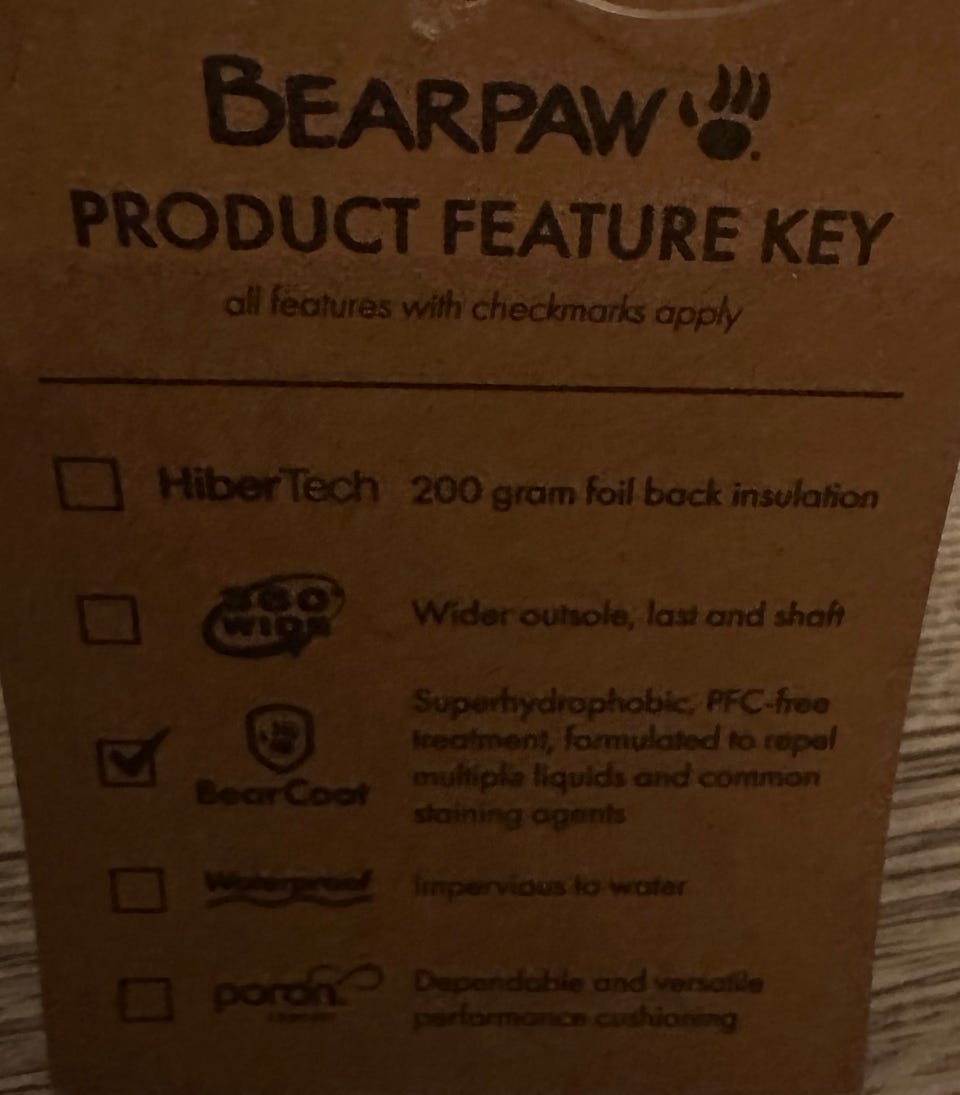 BEARPAW
PRODUCT FEATURE KEY
all features with checkmarks apply
HiberTech 200 gram foil back insulation
360
WIDE
Wider outsole, last and shaft
BearCoat
Superhydrophobic, PFC-free
treatment, formulated to repel
multiple liquids and common
staining agents
Waterproof Impervious to water
poron
Dependable and versatile
performance cushioning